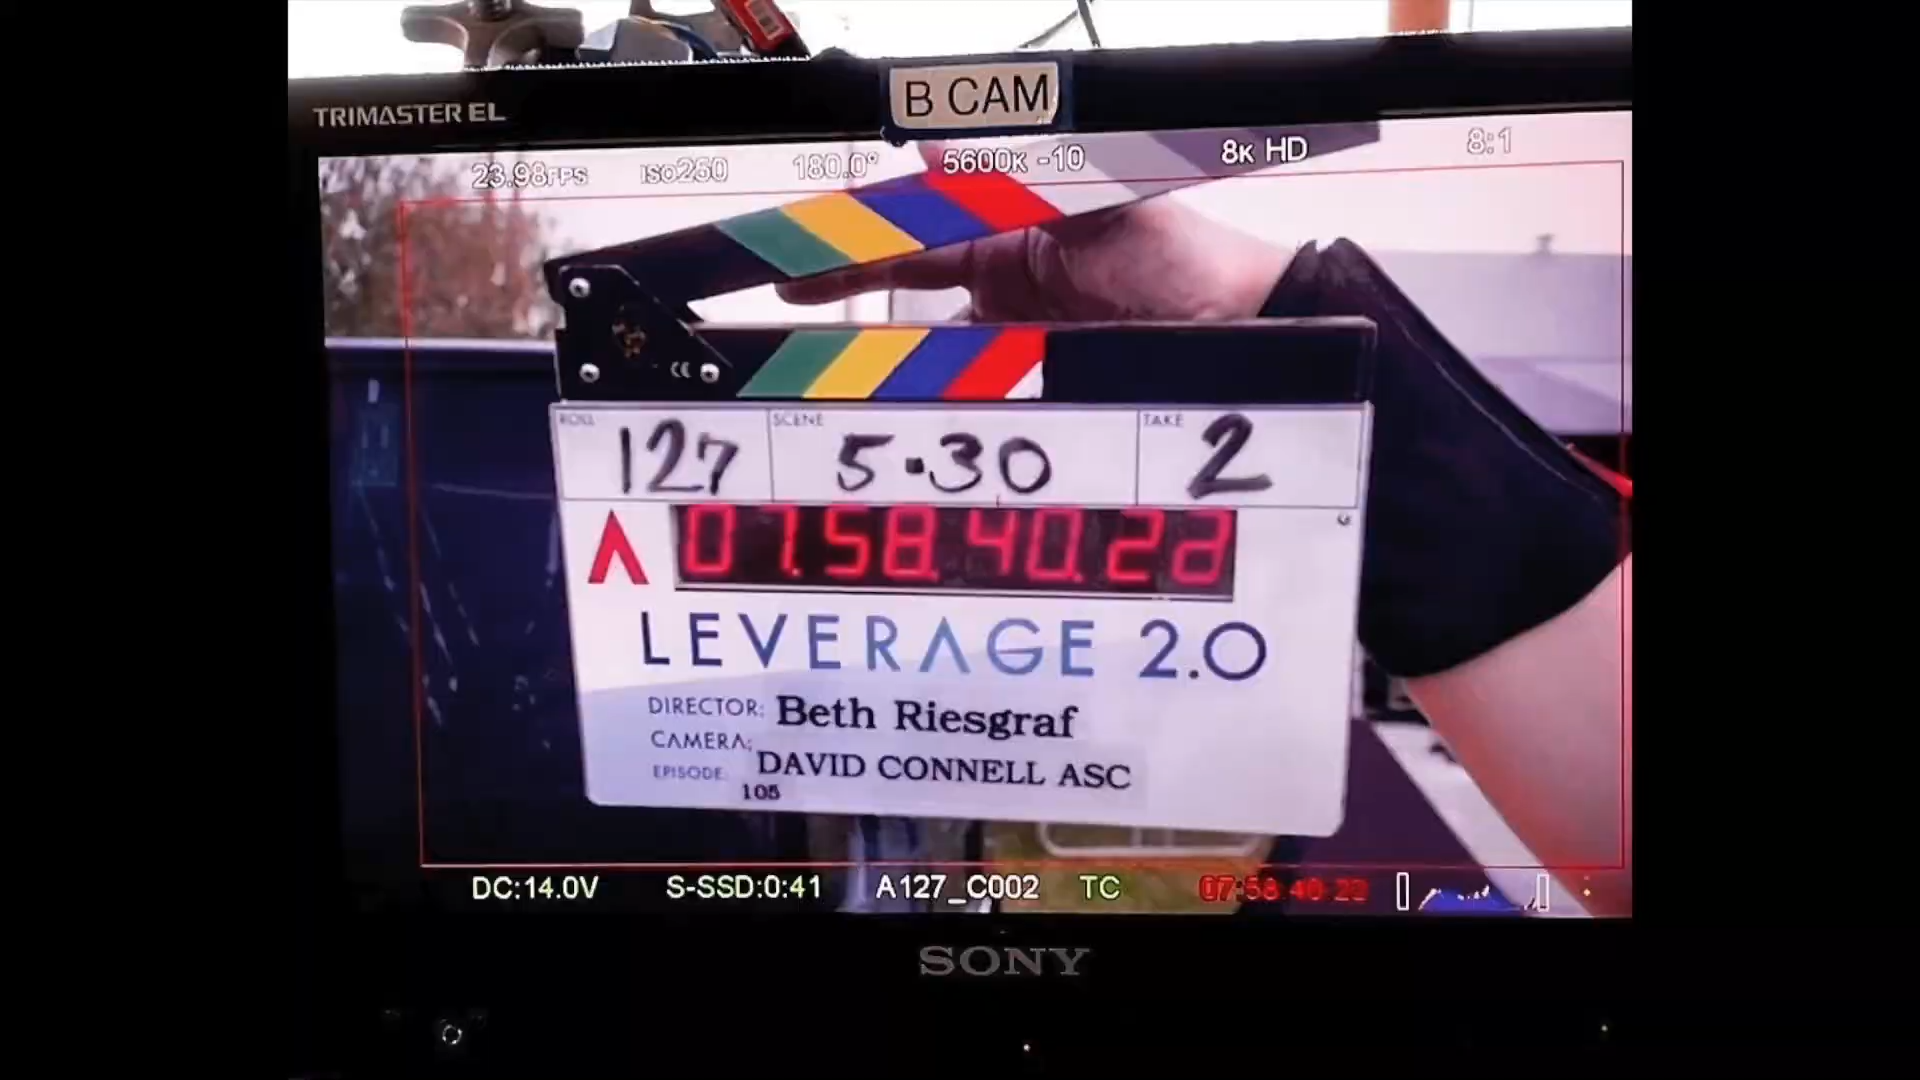 B CAM
TRIMASTER EL
23.98FPS ISO250 180.0° 5600K -10 8K HD 8:1
CE
ROLL SCENE TAKE
127 5-30 2
07.58.40.22
LEVERAGE 2.0
DIRECTOR: Beth Riesgraf
CAMERA: DAVID CONNELL ASC
EPISODE: 105
DC:14.0V S-SSD:0:41 A127_C002 TC 07:58:40:22
SONY